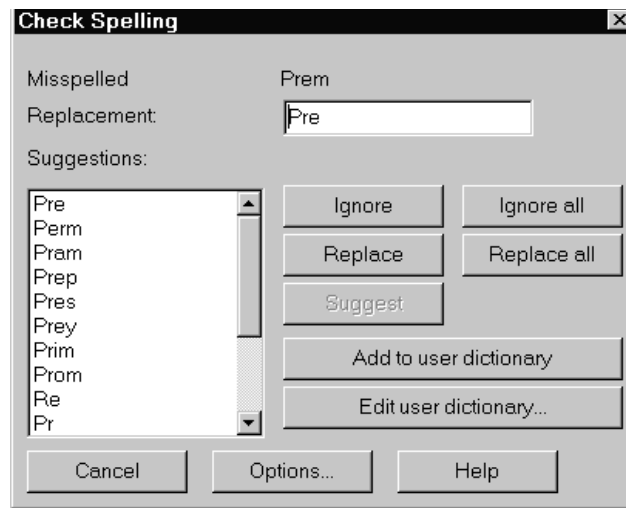 Check Spelling
Misspelled Prem
Replacement: Pre
Suggestions:
Pre
Perm
Pram
Prep
Pres
Prey
Prim
Prom
Re
Pr
Ignore Ignore all
Replace Replace all
Suggest
Add to user dictionary
Edit user dictionary...
Cancel Options... Help